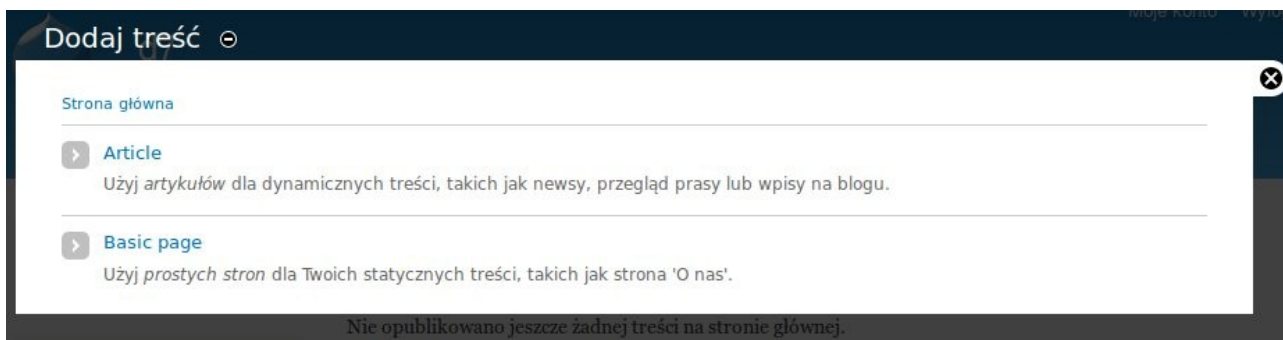 Moje konto
Dodaj treść
Strona główna
Article
Użyj artykułów dla dynamicznych treści, takich jak newsy, przegląd prasy lub wpisy na blogu.
Basic page
Użyj prostych stron dla Twoich statycznych treści, takich jak strona 'O nas'.
Nie opublikowano jeszcze żadnej treści na stronie głównej.